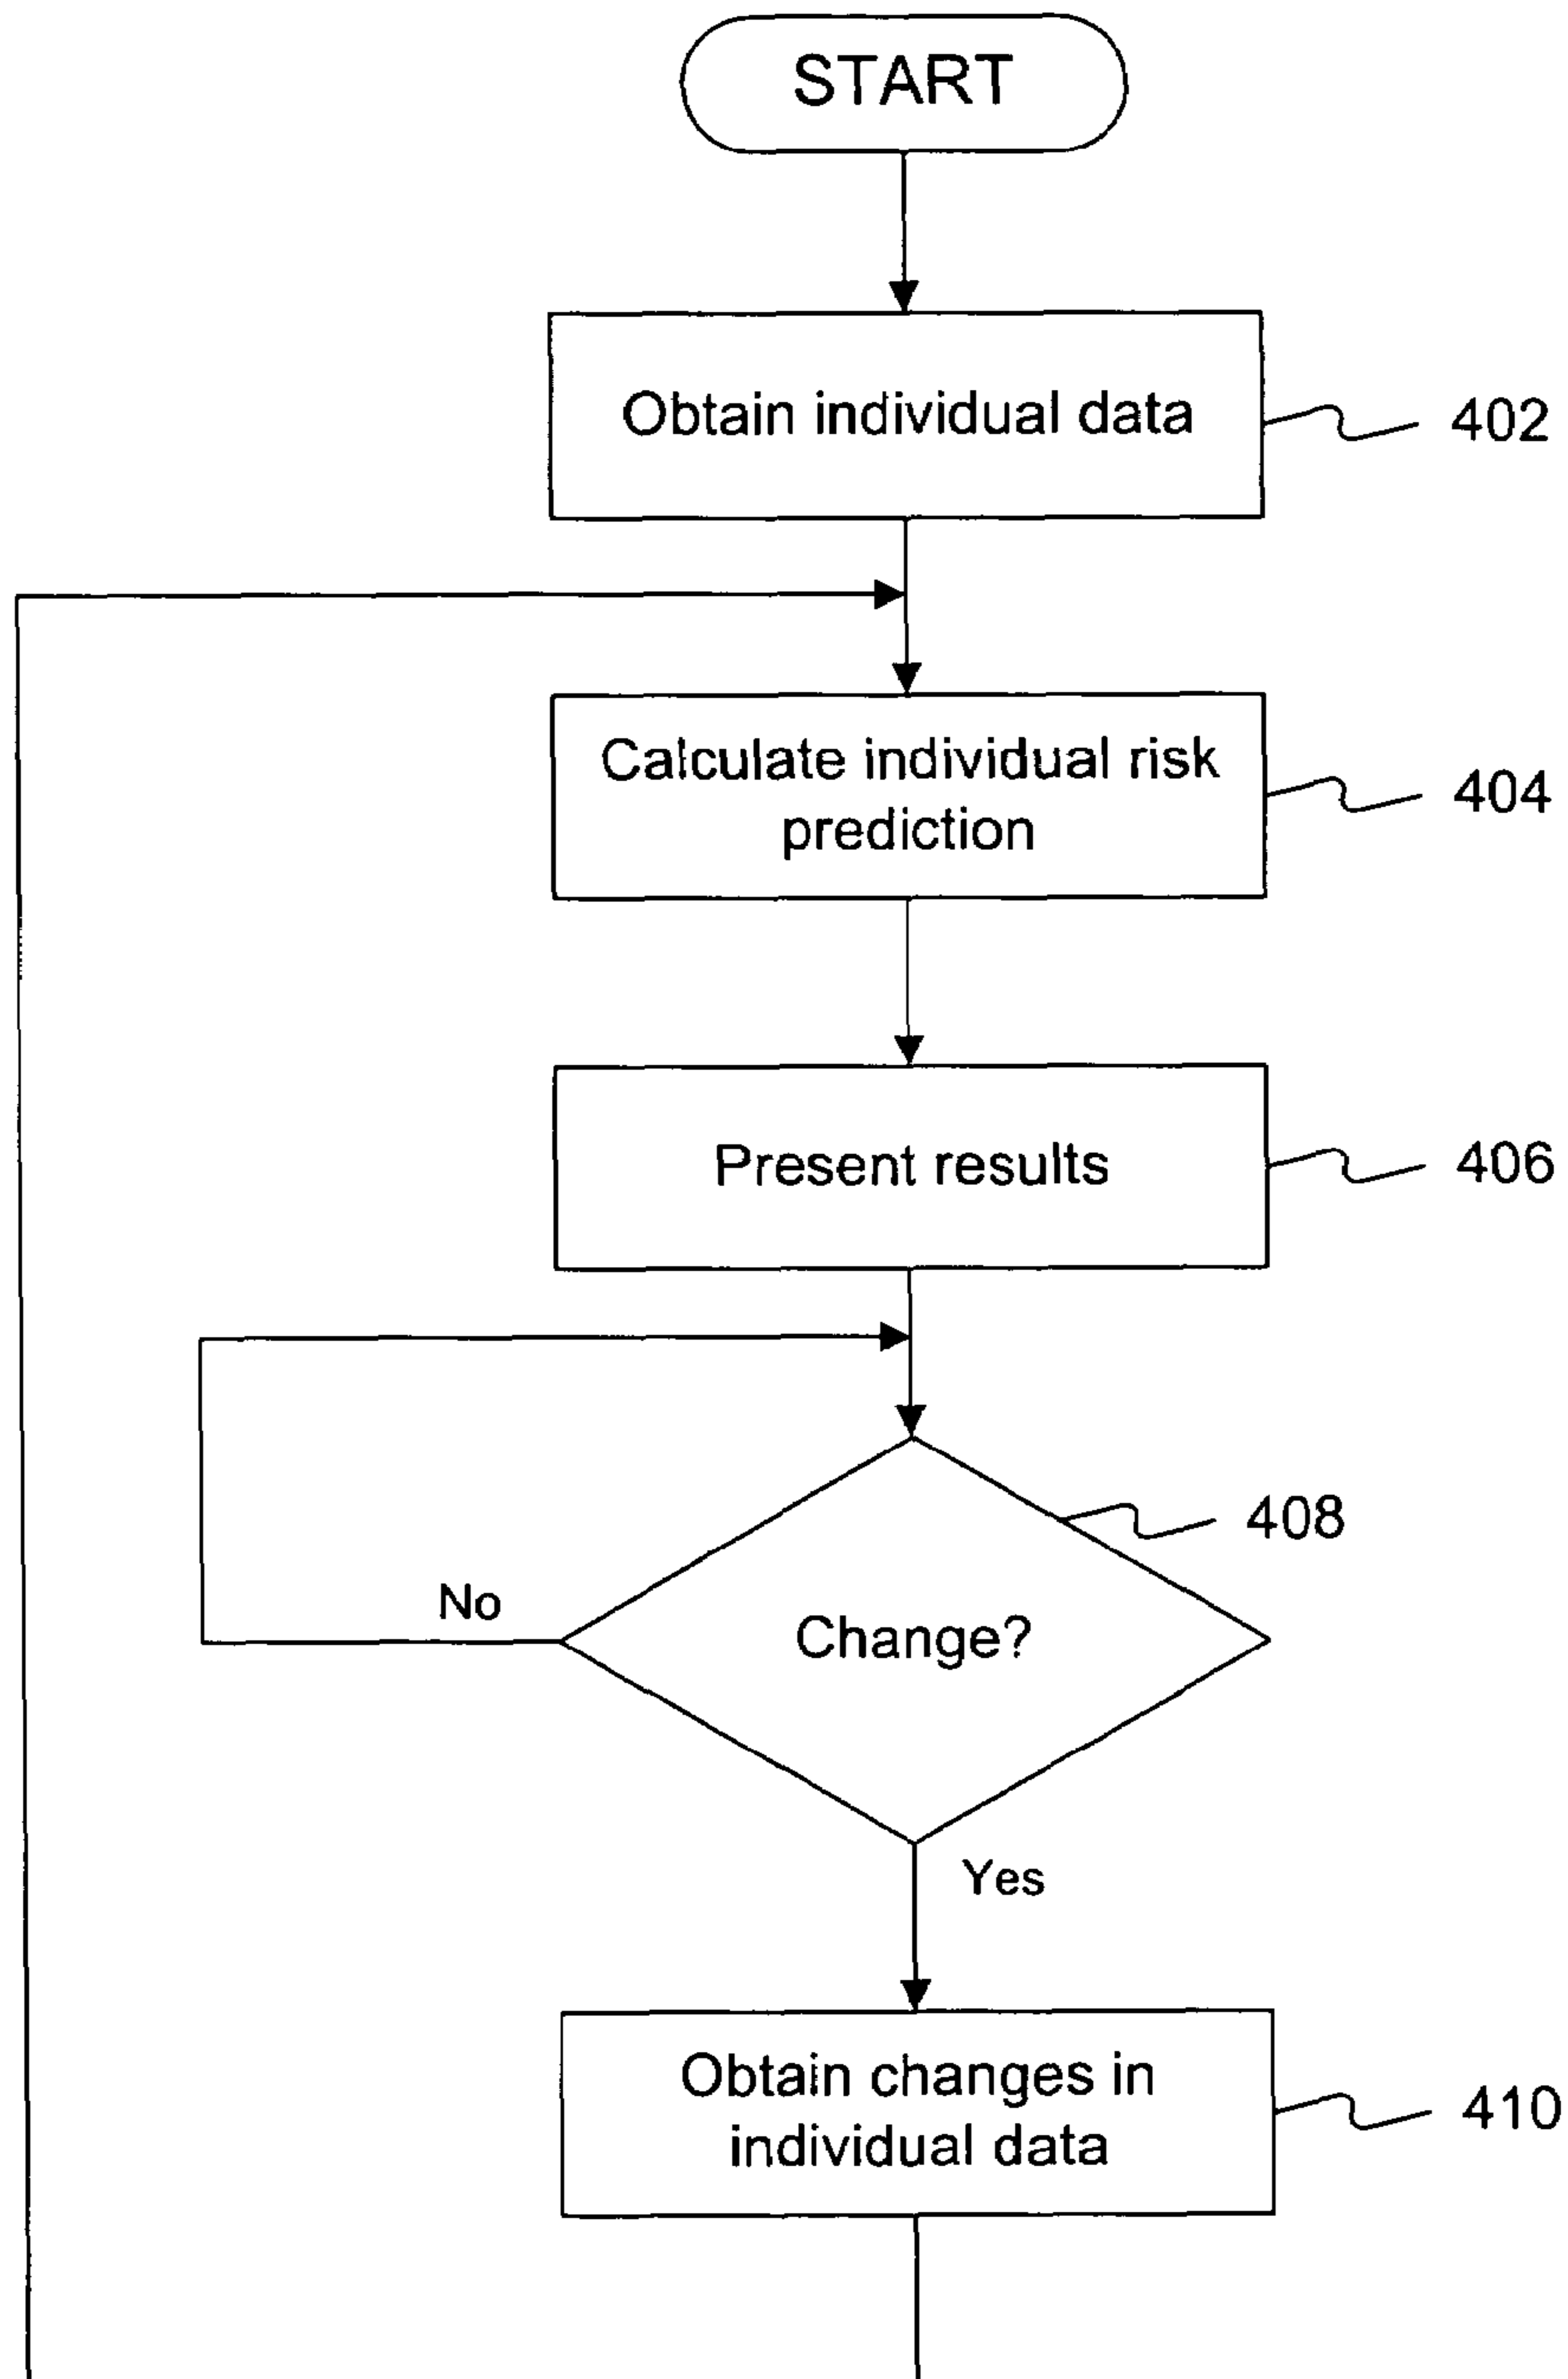 START
Obtain individual data
402
Calculate individual risk
prediction
404
Present results
406
408
No
Change?
Yes
Obtain changes in
individual data
410